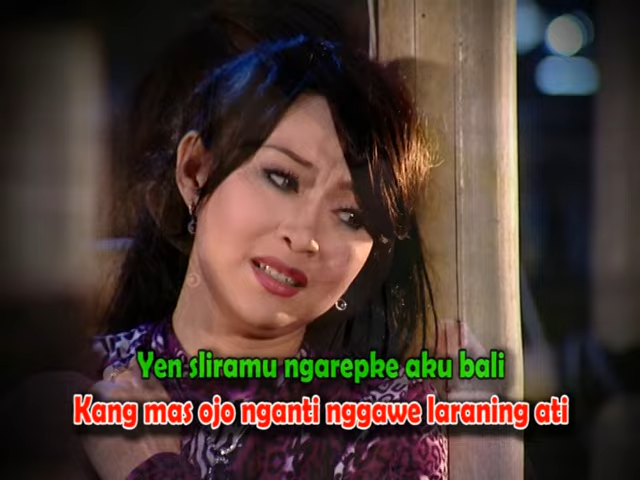 Yen sliramu ngarepke aku bali
Kang mas ojo nganti nggawe laraning ati